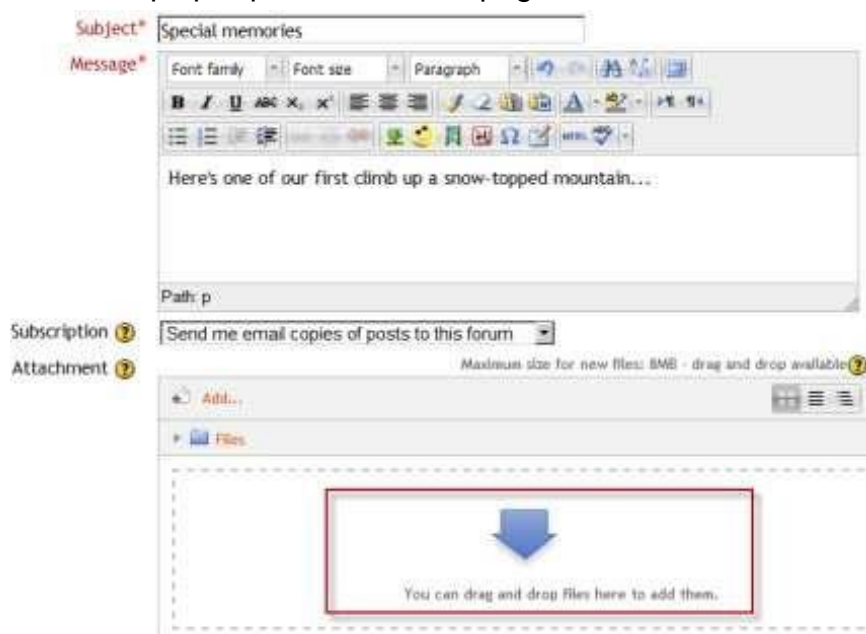 Subject* Special memories
Message* Font family Font size Paragraph
B I U ABC x, x'
Ω HTML
Here's one of our first climb up a snow-topped mountain...
Path: p
Subscription Send me email copies of posts to this forum
Attachment Maximum size for new files: 8MB - drag and drop available
Add...
Files
You can drag and drop files here to add them.